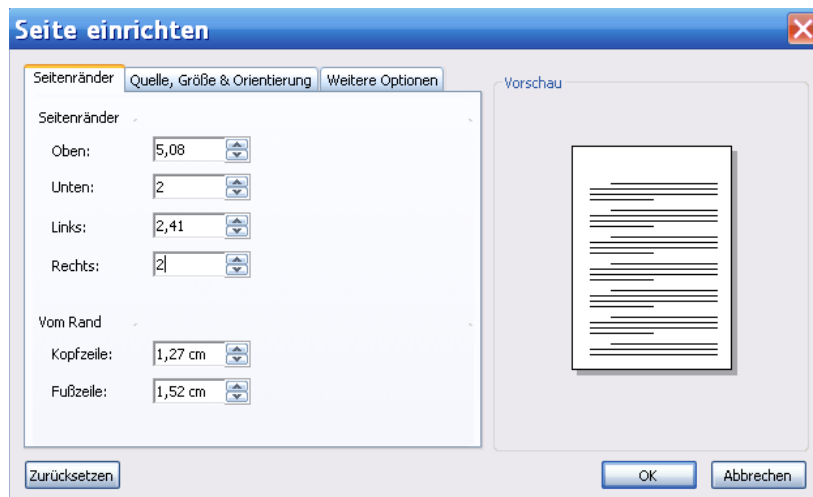 Seite einrichten
Seitenränder
Quelle, Größe & Orientierung
Weitere Optionen
Seitenränder
Oben: 5,08
Unten: 2
Links: 2,41
Rechts: 2
Vom Rand
Kopfzeile: 1,27 cm
Fußzeile: 1,52 cm
Vorschau
Zurücksetzen
OK
Abbrechen